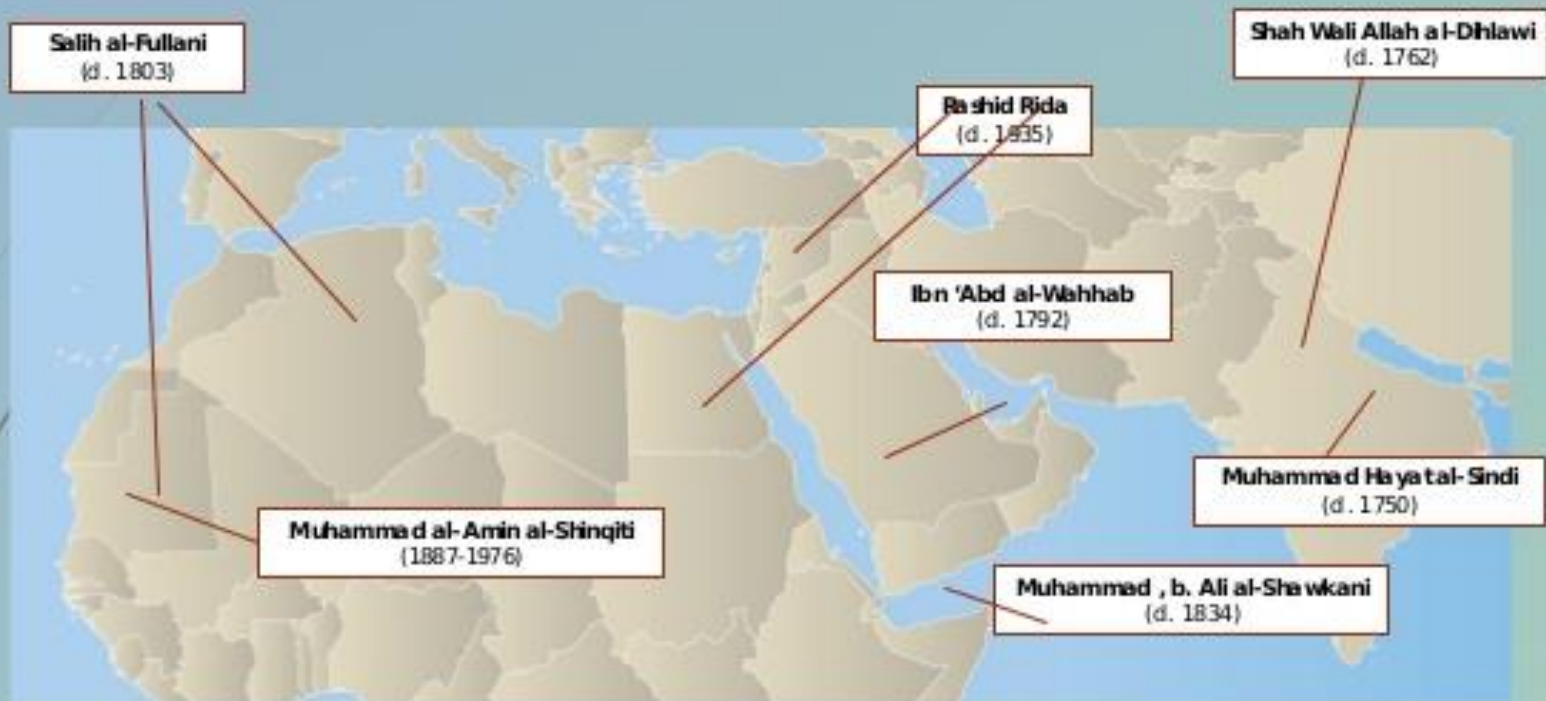 Salih al-Fullani
(d. 1803)
Shah Wali Allah al-Dihlawi
(d. 1762)
Rashid Rida
(d. 1935)
Ibn ‘Abd al-Wahhab
(d. 1792)
Muhammad Hayat al-Sindi
(d. 1750)
Muhammad al-Amin al-Shinqiti
(1887-1976)
Muhammad , b. Ali al-Shawkani
(d. 1834)